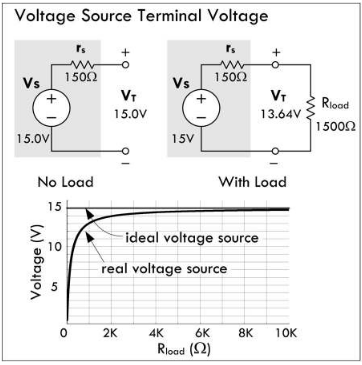 Voltage Source Terminal Voltage
rs
150Ω
Vs
+
−
15.0V
+
VT
15.0V
−
No Load
rs
150Ω
Vs
+
−
15V
+
VT
13.64V
−
Rload
1500Ω
With Load
Voltage (V)
15
10
5
ideal voltage source
real voltage source
0 2K 4K 6K 8K 10K
Rload (Ω)